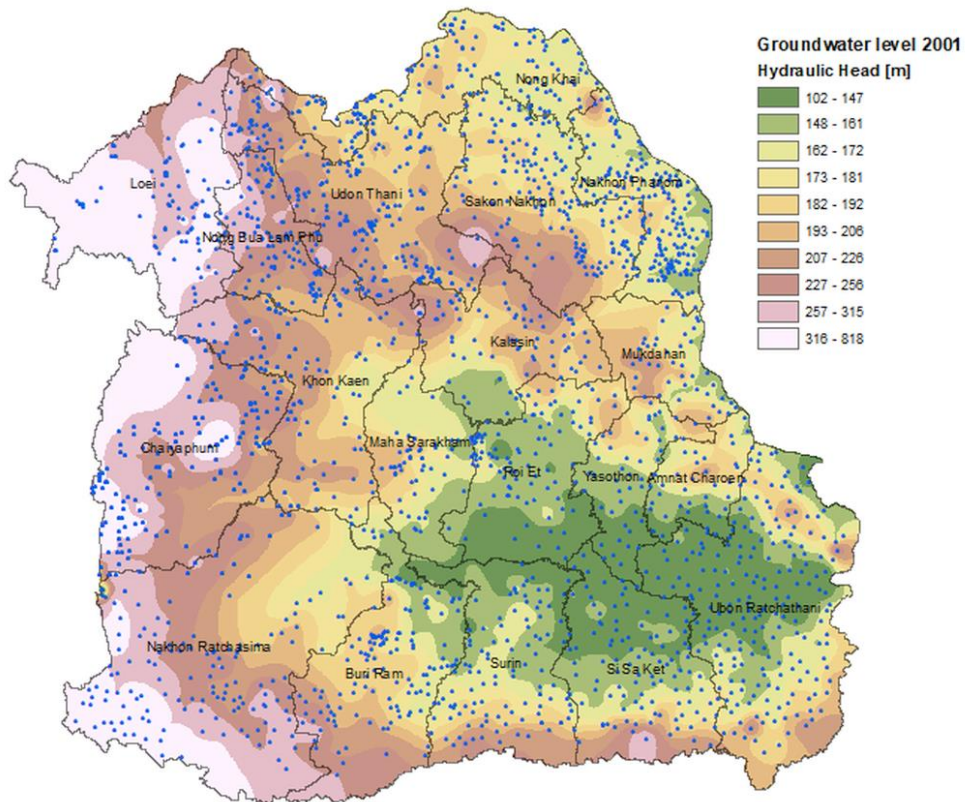 Groundwater level 2001
Hydraulic Head [m]
102 - 147
148 - 161
162 - 172
173 - 181
182 - 192
193 - 206
207 - 226
227 - 256
257 - 315
316 - 818
Nong Khai
Loei
Udon Thani
Nakhon Phanom
Sakon Nakhon
Nong Bua Lam Phu
Kalasin
Mukdahan
Khon Kaen
Chaiyaphum
Maha Sarakham
Roi Et
Yasothon
Amnat Charoen
Ubon Ratchathani
Nakhon Ratchasima
Buri Ram
Surin
Si Sa Ket